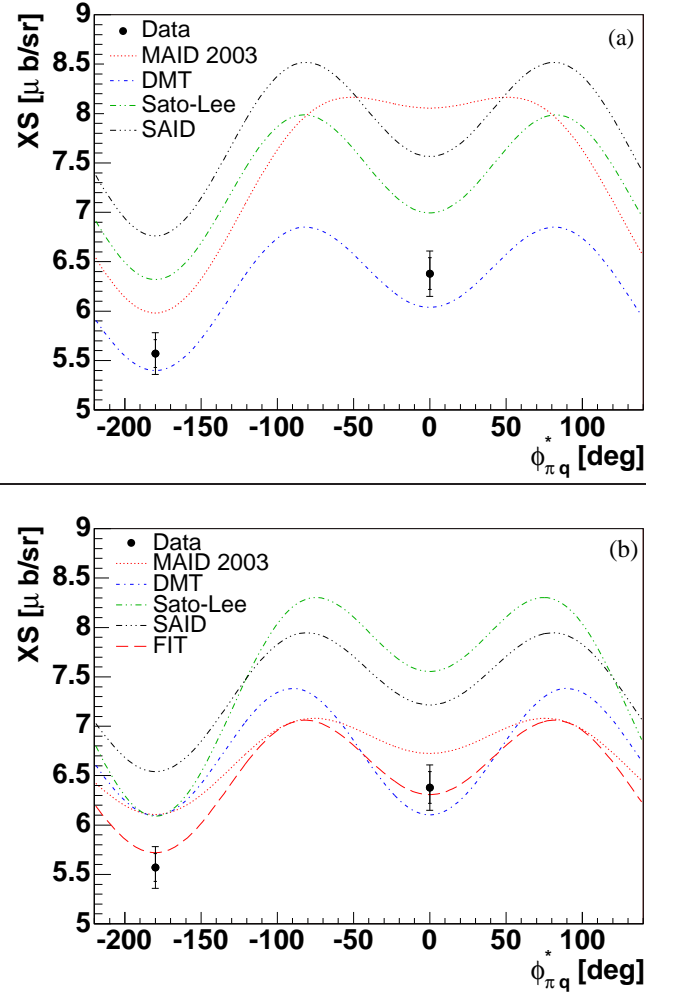 9
8.5
8
7.5
7
6.5
6
5.5
5
XS [μ b/sr]
Data
MAID 2003
DMT
Sato-Lee
SAID
(a)
-200 -150 -100 -50 0 50 100
ϕ*π q [deg]
9
8.5
8
7.5
7
6.5
6
5.5
5
XS [μ b/sr]
Data
MAID 2003
DMT
Sato-Lee
SAID
FIT
(b)
-200 -150 -100 -50 0 50 100
ϕ*π q [deg]